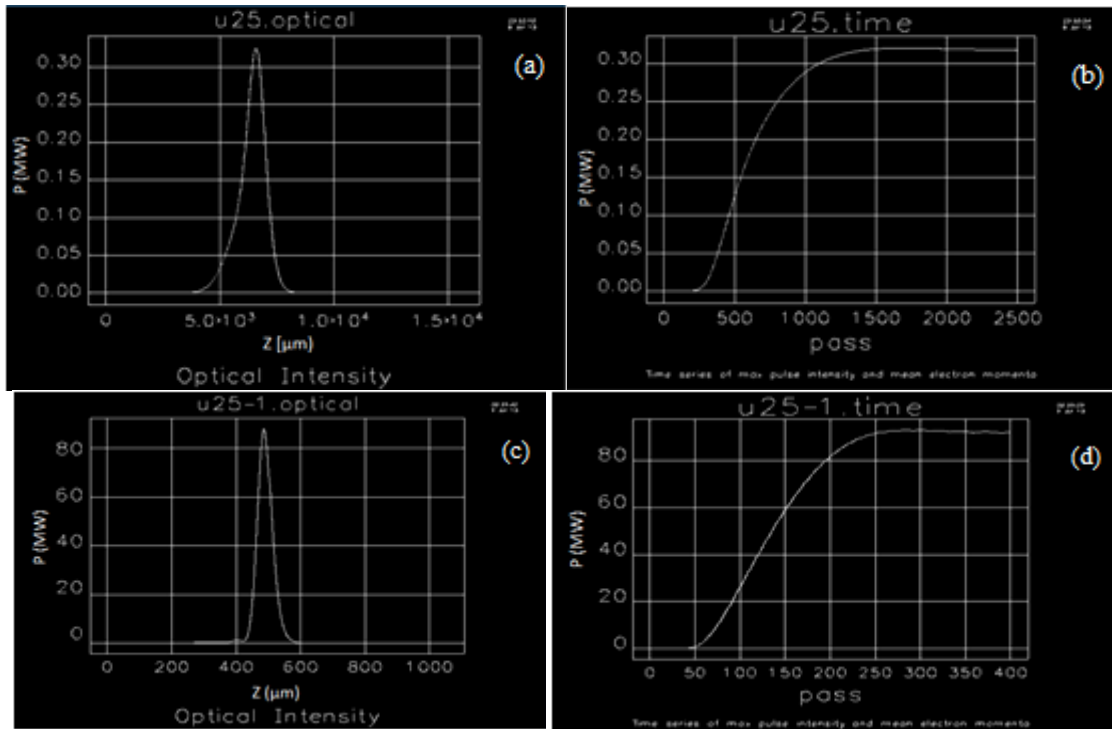 u25.optical
(a)
P (MW)
0.30
0.25
0.20
0.15
0.10
0.05
0.00
0 5.0•10³ 1.0•10⁴ 1.5•10⁴
Z [μm]
Optical Intensity
u25.time
(b)
P(MW)
0.30
0.25
0.20
0.15
0.10
0.05
0.00
0 500 1000 1500 2000 2500
pass
Time series of max pulse intensity and mean electron momenta
u25-1.optical
(c)
P (MW)
80
60
40
20
0
0 200 400 600 800 1000
Z (μm)
Optical Intensity
u25-1.time
(d)
P(MW)
80
60
40
20
0
0 50 100 150 200 250 300 350 400
pass
Time series of max pulse intensity and mean electron momenta